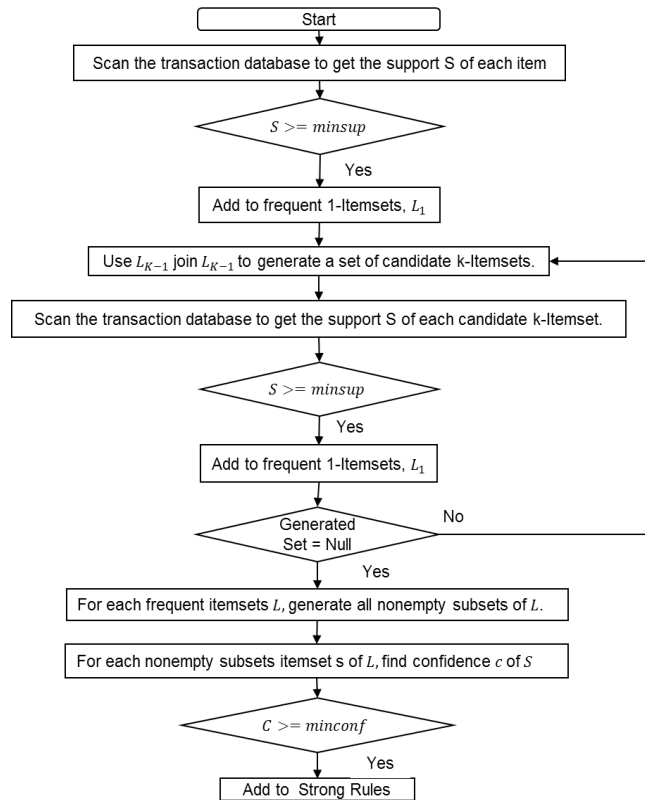 Start
Scan the transaction database to get the support S of each item
S >= minsup
Yes
Add to frequent 1-Itemsets, L₁
Use L_{K−1} join L_{K−1} to generate a set of candidate k-Itemsets.
Scan the transaction database to get the support S of each candidate k-Itemset.
S >= minsup
Yes
Add to frequent 1-Itemsets, L₁
Generated
Set = Null
No
Yes
For each frequent itemsets L, generate all nonempty subsets of L.
For each nonempty subsets itemset s of L, find confidence c of S
C >= minconf
Yes
Add to Strong Rules